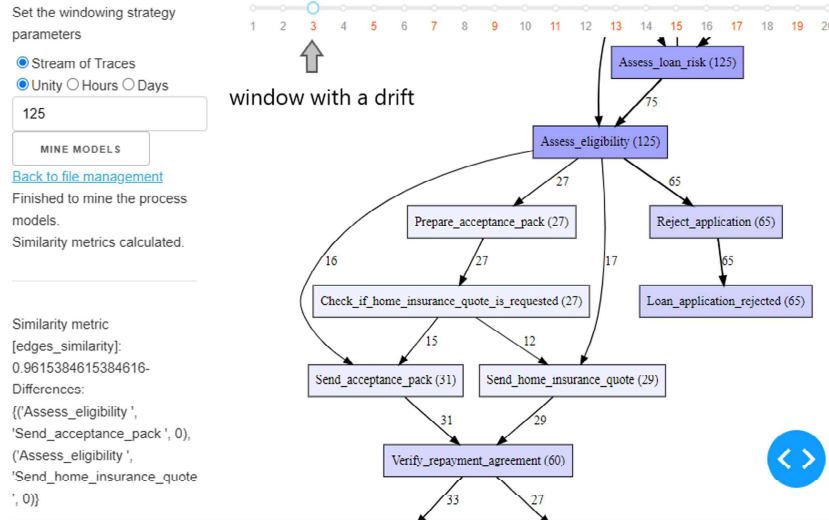 Set the windowing strategy
parameters
Stream of Traces
Unity Hours Days
125
MINE MODELS
Back to file management
Finished to mine the process
models.
Similarity metrics calculated.
Similarity metric
[edges_similarity]:
0.9615384615384616-
Differences:
{('Assess_eligibility ',
'Send_acceptance_pack ', 0),
('Assess_eligibility ',
'Send_home_insurance_quote
', 0)}
1 2 3 4 5 6 7 8 9 10 11 12 13 14 15 16 17 18 19 20
window with a drift
Assess_loan_risk (125)
75
Assess_eligibility (125)
27 65
Prepare_acceptance_pack (27) Reject_application (65)
16 27 17 65
Check_if_home_insurance_quote_is_requested (27) Loan_application_rejected (65)
15 12
Send_acceptance_pack (31) Send_home_insurance_quote (29)
31 29
Verify_repayment_agreement (60)
33 27